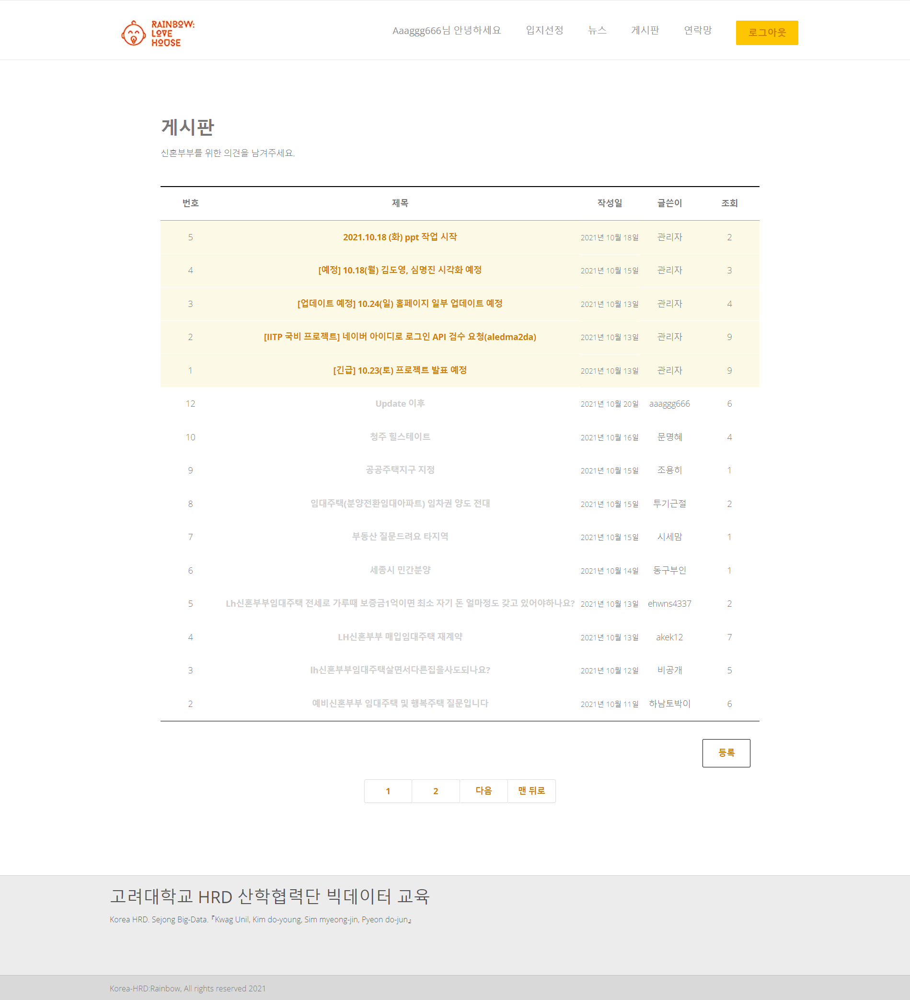 RAINBOW:
LOVE
HOUSE
Aaaggg666님 안녕하세요 입지선정 뉴스 게시판 연락망 로그아웃
게시판
신혼부부를 위한 의견을 남겨주세요.
번호 제목 작성일 글쓴이 조회
5 2021.10.18 (화) ppt 작업 시작 2021년 10월 18일 관리자 2
4 [예정] 10.18(월) 김도영, 심명진 시각화 예정 2021년 10월 15일 관리자 3
3 [업데이트 예정] 10.24(일) 홈페이지 일부 업데이트 예정 2021년 10월 13일 관리자 4
2 [IITP 국비 프로젝트] 네이버 아이디로 로그인 API 검수 요청(aledma2da) 2021년 10월 13일 관리자 9
1 [긴급] 10.23(토) 프로젝트 발표 예정 2021년 10월 13일 관리자 9
12 Update 이후 2021년 10월 20일 aaaggg666 6
10 청주 힐스테이트 2021년 10월 16일 문명혜 4
9 공공주택지구 지정 2021년 10월 15일 조용히 1
8 임대주택(분양전환임대아파트) 임차권 양도 전대 2021년 10월 15일 투기근절 2
7 부동산 질문드려요 타지역 2021년 10월 15일 시세맘 1
6 세종시 민간분양 2021년 10월 14일 동구부인 1
5 Lh신혼부부임대주택 전세로 가루때 보증금1억이면 최소 자기 돈 얼마정도 갖고 있어야하나요? 2021년 10월 13일 ehwns4337 2
4 LH신혼부부 매입임대주택 재계약 2021년 10월 13일 akek12 7
3 lh신혼부부임대주택살면서다른집을사도되나요? 2021년 10월 12일 비공개 5
2 예비신혼부부 임대주택 및 행복주택 질문입니다 2021년 10월 11일 하남토박이 6
등록
1 2 다음 맨 뒤로
고려대학교 HRD 산학협력단 빅데이터 교육
Korea HRD. Sejong Big-Data. 『Kwag Unil, Kim do-young, Sim myeong-jin, Pyeon do-jun』
Korea-HRD:Rainbow, All rights reserved 2021